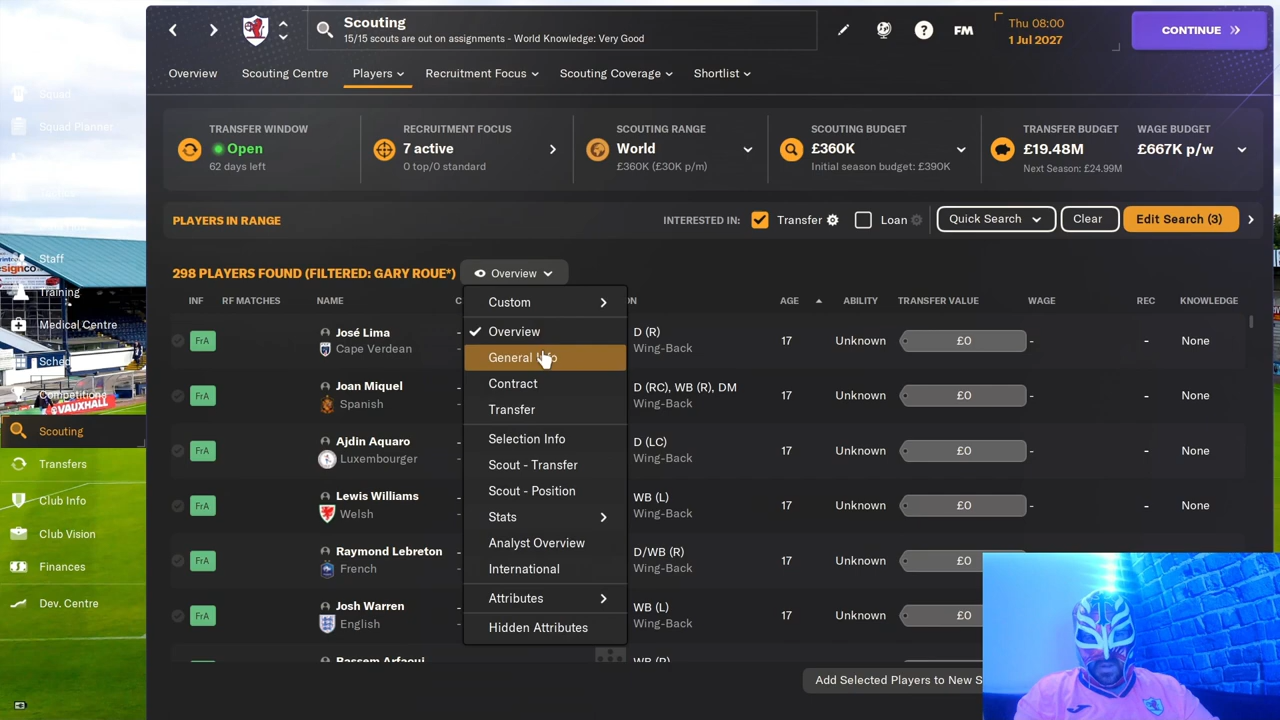 Scouting
15/15 scouts are out on assignments - World Knowledge: Very Good
FM
Thu 08:00
1 Jul 2027
CONTINUE
Overview
Scouting Centre
Players
Recruitment Focus
Scouting Coverage
Shortlist
Squad
Squad Planner
Staff
Training
Medical Centre
Competitions
VAUXHALL
Scouting
Transfers
Club Info
Club Vision
Finances
Dev. Centre
TRANSFER WINDOW
Open
62 days left
RECRUITMENT FOCUS
7 active
0 top/0 standard
SCOUTING RANGE
World
£360K (£30K p/m)
SCOUTING BUDGET
£360K
Initial season budget: £390K
TRANSFER BUDGET
£19.48M
Next Season: £24.99M
WAGE BUDGET
£667K p/w
PLAYERS IN RANGE
INTERESTED IN:
Transfer
Loan
Quick Search
Clear
Edit Search (3)
298 PLAYERS FOUND (FILTERED: GARY ROUE*)
Overview
INF RF MATCHES NAME AGE ABILITY TRANSFER VALUE WAGE REC KNOWLEDGE
FrA José Lima - D (R) 17 Unknown £0 - - None
Cape Verdean Wing-Back
FrA Joan Miquel - D (RC), WB (R), DM 17 Unknown £0 - - None
Spanish Wing-Back
FrA Ajdin Aquaro - D (LC) 17 Unknown £0 - - None
Luxembourger Wing-Back
FrA Lewis Williams - WB (L) 17 Unknown £0 - - None
Welsh Wing-Back
FrA Raymond Lebreton - D/WB (R) 17 Unknown £0
French Wing-Back
FrA Josh Warren - WB (L) 17 Unknown £0
English Wing-Back
Custom
Overview
General Info
Contract
Transfer
Selection Info
Scout - Transfer
Scout - Position
Stats
Analyst Overview
International
Attributes
Hidden Attributes
Add Selected Players to New S